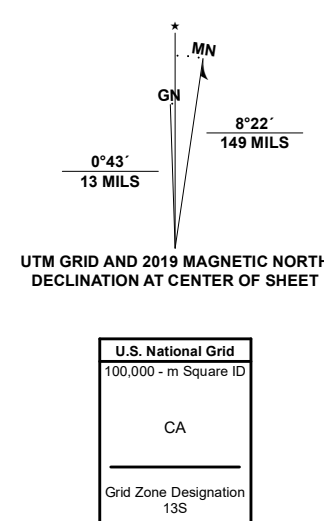 ★
MN
GN
8°22´
149 MILS
0°43´
13 MILS
UTM GRID AND 2019 MAGNETIC NORTH
DECLINATION AT CENTER OF SHEET
U.S. National Grid
100,000 - m Square ID
CA
Grid Zone Designation
13S